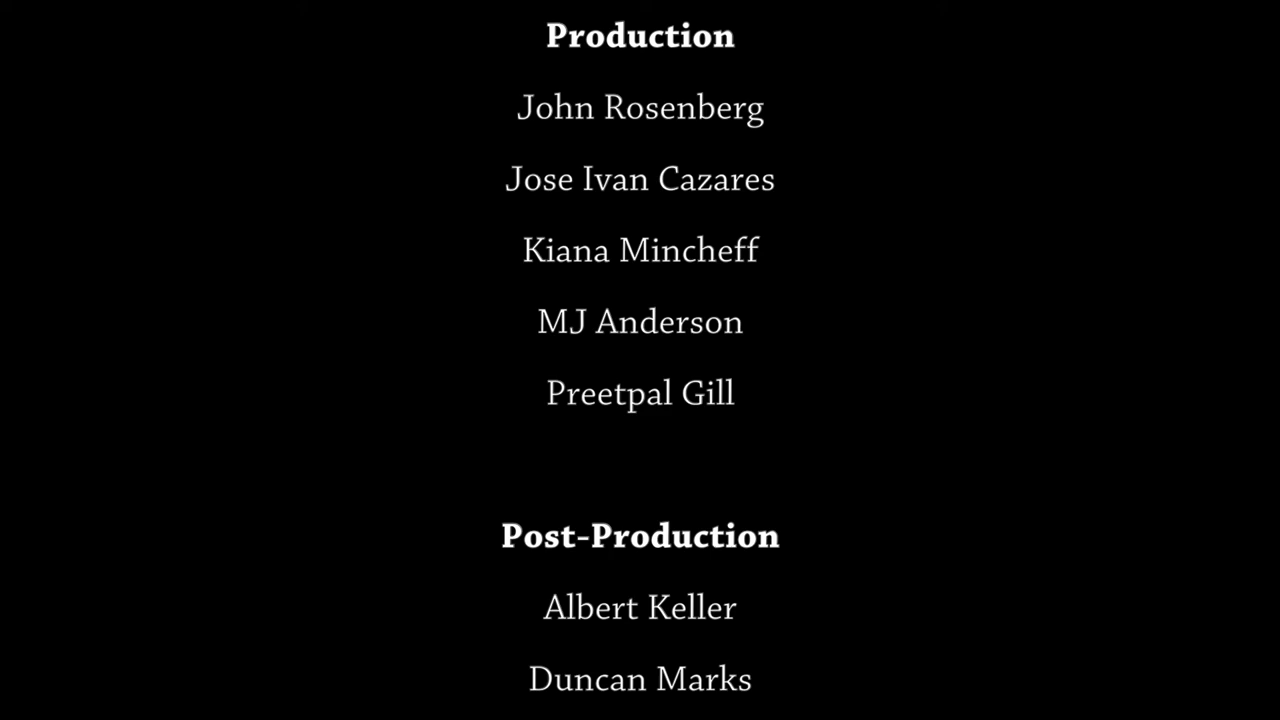 Production
John Rosenberg
Jose Ivan Cazares
Kiana Mincheff
MJ Anderson
Preetpal Gill
Post-Production
Albert Keller
Duncan Marks